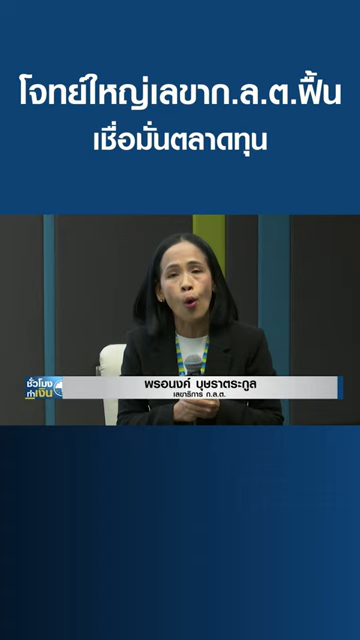 โจทย์ใหญ่เลขาก.ล.ต.ฟื้น
เชื่อมั่นตลาดทุน
ชั่วโมง
ทำเงิน
พรอนงค์ บุษราตระกูล
เลขาธิการ ก.ล.ต.